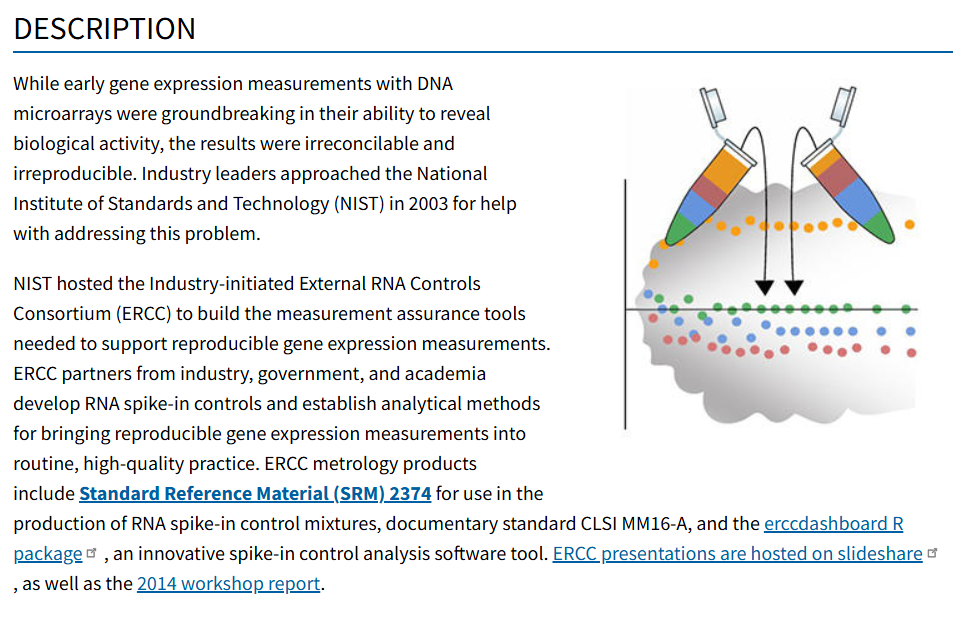 DESCRIPTION
While early gene expression measurements with DNA
microarrays were groundbreaking in their ability to reveal
biological activity, the results were irreconcilable and
irreproducible. Industry leaders approached the National
Institute of Standards and Technology (NIST) in 2003 for help
with addressing this problem.
NIST hosted the Industry-initiated External RNA Controls
Consortium (ERCC) to build the measurement assurance tools
needed to support reproducible gene expression measurements.
ERCC partners from industry, government, and academia
develop RNA spike-in controls and establish analytical methods
for bringing reproducible gene expression measurements into
routine, high-quality practice. ERCC metrology products
include Standard Reference Material (SRM) 2374 for use in the
production of RNA spike-in control mixtures, documentary standard CLSI MM16-A, and the erccdashboard R
package , an innovative spike-in control analysis software tool. ERCC presentations are hosted on slideshare
, as well as the 2014 workshop report.